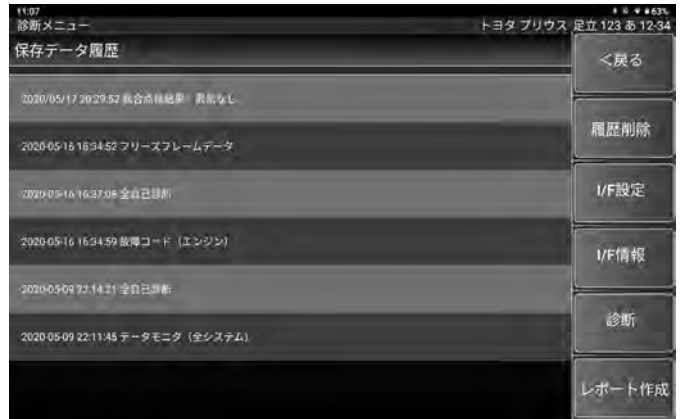 11:07
63%
診断メニュー
トヨタ プリウス 足立 123 あ 12-34
保存データ履歴
<戻る
2020/05/17 20:29:52 総合点検結果 異常なし
履歴削除
2020-05-16 16:34:52 フリーズフレームデータ
I/F設定
2020-05-16 16:37:08 全自己診断
2020-05-16 16:34:59 故障コード（エンジン）
I/F情報
2020-05-09 22:14:21 全自己診断
診断
2020-05-09 22:11:45 データモニタ（全システム）
レポート作成